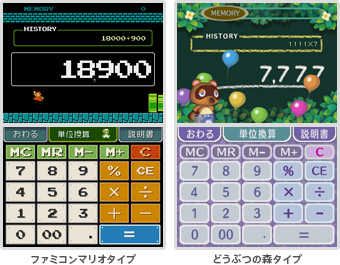 MEMORY
HISTORY
18000+900
18900
おわる 単位換算 説明書
MC MR M- M+ C
7 8 9 % CE
4 5 6 × ÷
1 2 3 + −
0 00 . =
ファミコンマリオタイプ
MEMORY
HISTORY
1111×7
7,777
おわる 単位換算 説明書
MC MR M- M+ C
7 8 9 % CE
4 5 6 × ÷
1 2 3 + −
0 00 . =
どうぶつの森タイプ